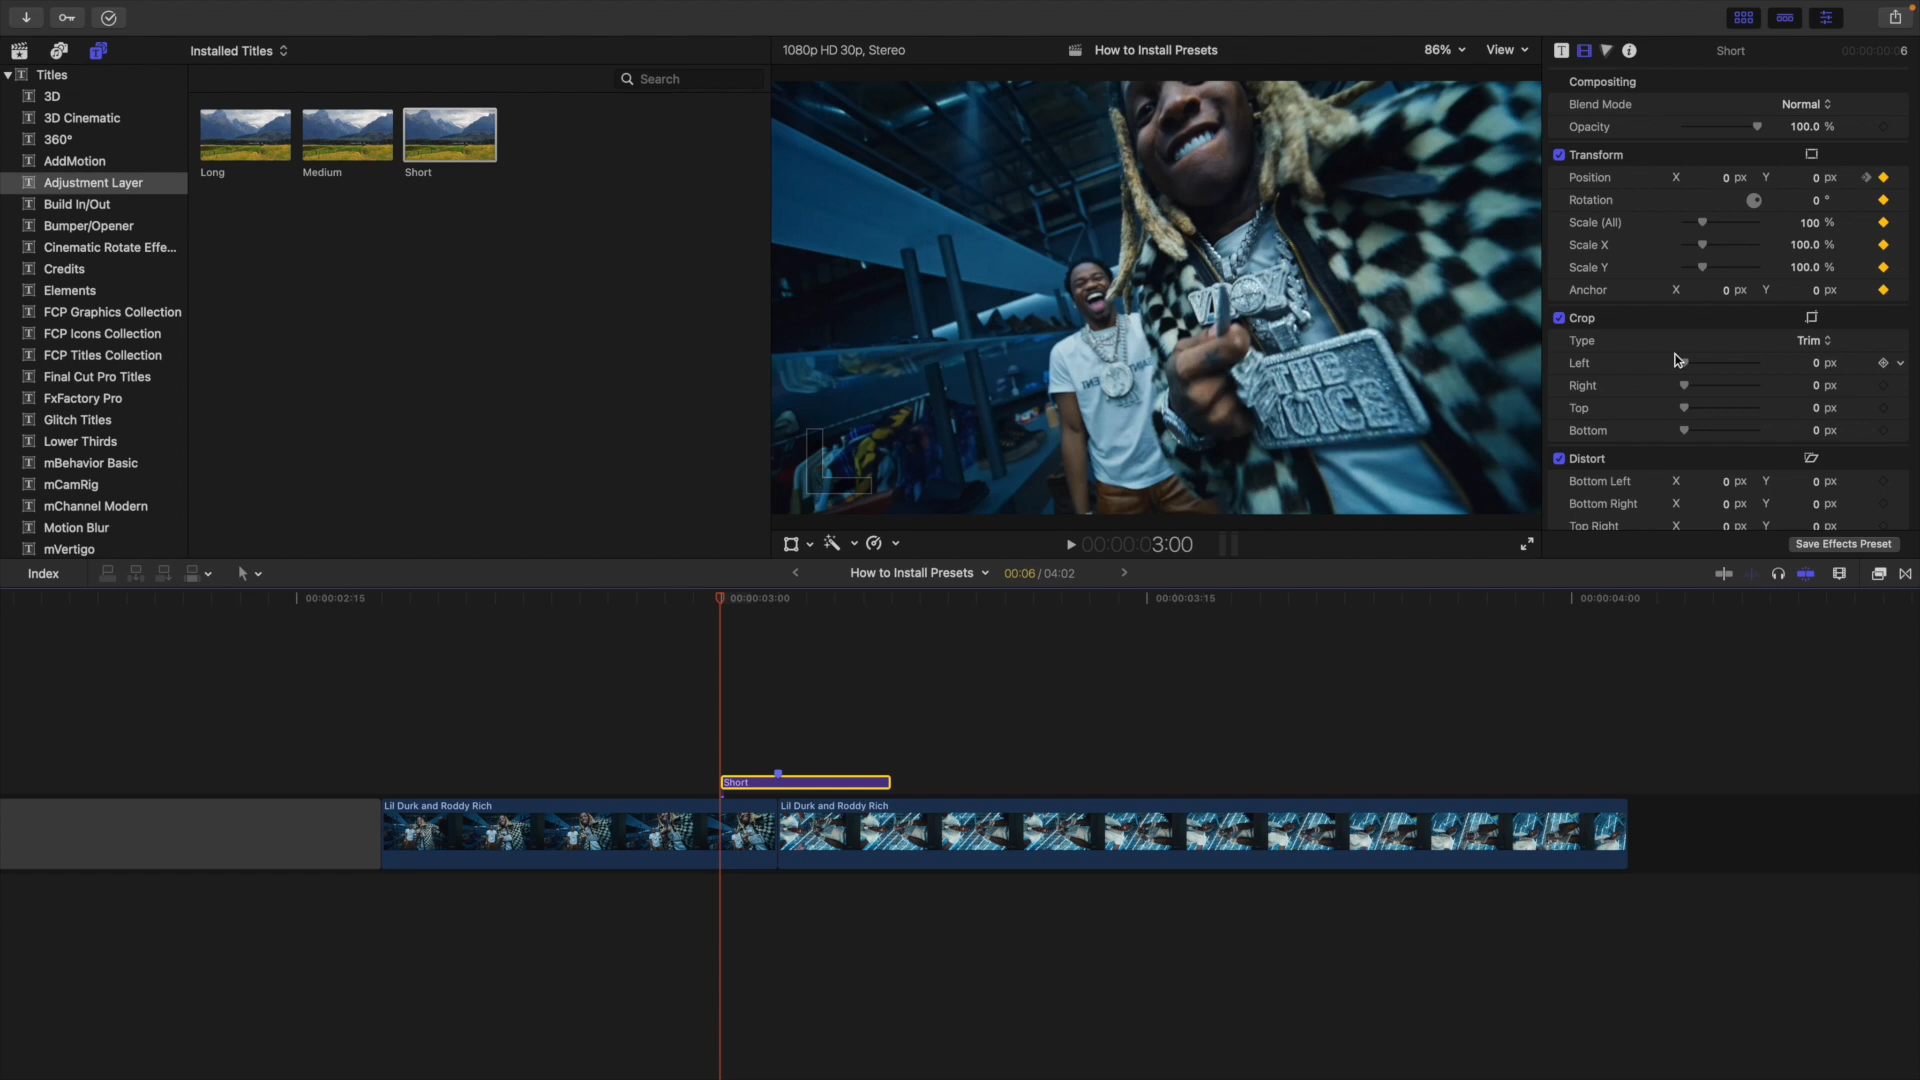 Installed Titles
1080p HD 30p, Stereo
How to Install Presets
86%
View
Short
00:00:00:06
Titles
Search
3D
3D Cinematic
360°
AddMotion
Adjustment Layer
Build In/Out
Bumper/Opener
Cinematic Rotate Effe...
Credits
Elements
FCP Graphics Collection
FCP Icons Collection
FCP Titles Collection
Final Cut Pro Titles
FxFactory Pro
Glitch Titles
Lower Thirds
mBehavior Basic
mCamRig
mChannel Modern
Motion Blur
mVertigo
Long
Medium
Short
THE
VOICE
Compositing
Blend Mode Normal
Opacity 100.0 %
Transform
Position X 0 px Y 0 px
Rotation 0 °
Scale (All) 100 %
Scale X 100.0 %
Scale Y 100.0 %
Anchor X 0 px Y 0 px
Crop
Type Trim
Left 0 px
Right 0 px
Top 0 px
Bottom 0 px
Distort
Bottom Left X 0 px Y 0 px
Bottom Right X 0 px Y 0 px
Top Right X 0 px Y 0 px
00:00:03:00
Save Effects Preset
Index
How to Install Presets
00:06 / 04:02
00:00:02:15
00:00:03:00
00:00:03:15
00:00:04:00
Short
Lil Durk and Roddy Rich
Lil Durk and Roddy Rich